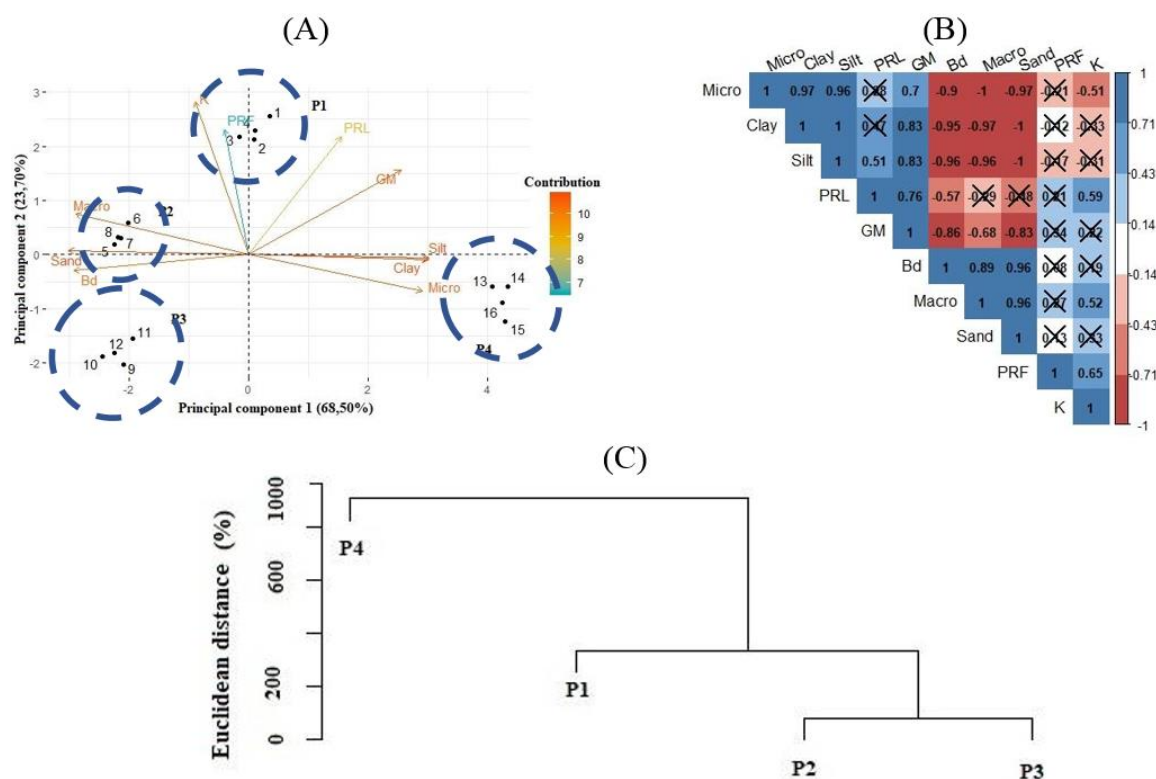 (A)
P1
K
PRF
4
1
3
2
PRL
GM
Macro
6
8
7
5
Sand
Bd
Silt
Clay
Micro
13
14
16
15
P4
P3
11
12
10
9
3
2
1
0
-1
-2
-2
0
2
4
Principal component 2 (23,70%)
Principal component 1 (68,50%)
Contribution
10
9
8
7
(B)
Micro Clay Silt PRL GM Bd Macro Sand PRF K
Micro 1 0.97 0.96 0.7 -0.9 -1 -0.97 -0.51
Clay 1 1 0.83 -0.95 -0.97 -1
Silt 1 0.51 0.83 -0.96 -0.96 -1
PRL 1 0.76 -0.57 0.59
GM 1 -0.86 -0.68 -0.83
Bd 1 0.89 0.96
Macro 1 0.96 0.52
Sand 1
PRF 1 0.65
K 1
1
0.71
0.43
0.14
-0.14
-0.43
-0.71
-1
(C)
Euclidean distance (%)
1000
600
200
0
P4
P1
P2
P3